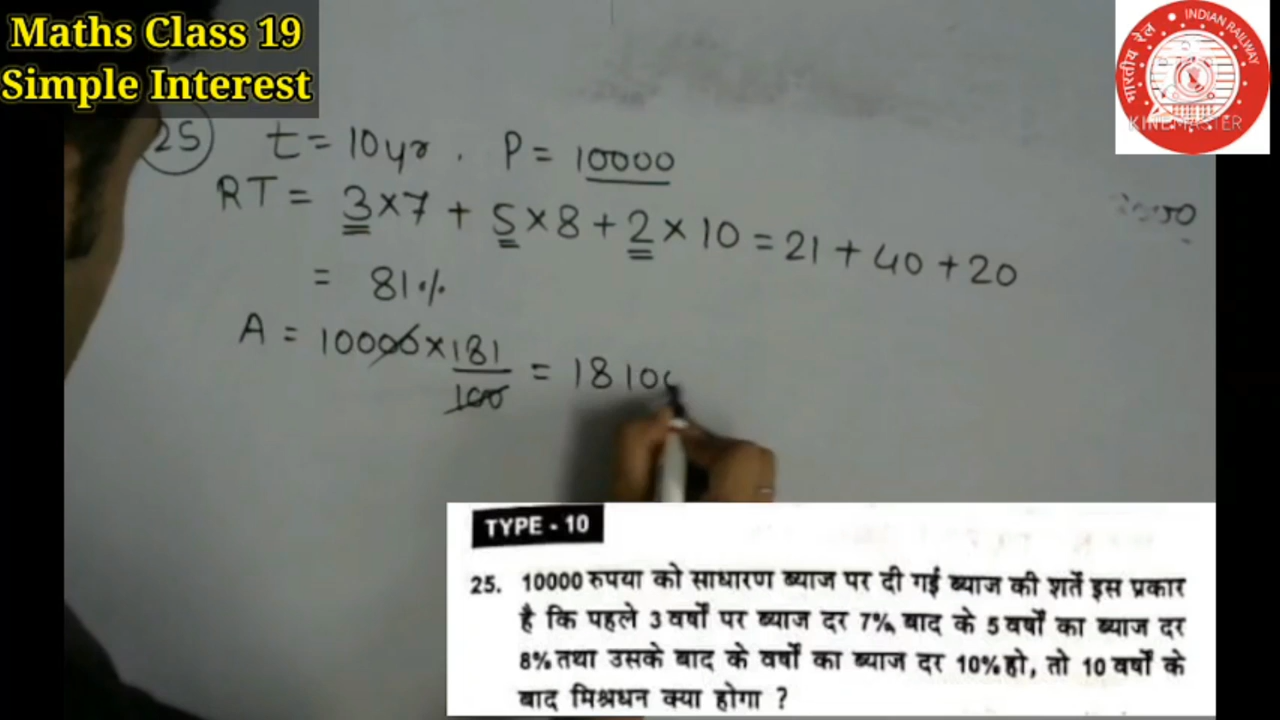 Maths Class 19
Simple Interest
भारतीय रेल
INDIAN RAILWAY
KINEMASTER
25 t = 10yr . P = 10000
RT = 3×7 + 5×8 + 2×10 = 21 + 40 + 20
= 81%
A = 10000×181/100 = 1810
TYPE - 10
25. 10000 रुपया को साधारण ब्याज पर दी गई ब्याज की शर्ते इस प्रकार
है कि पहले 3 वर्षों पर ब्याज दर 7%, बाद के 5 वर्षों का ब्याज दर
8% तथा उसके बाद के वर्षों का ब्याज दर 10% हो, तो 10 वर्षों के
बाद मिश्रधन क्या होगा ?